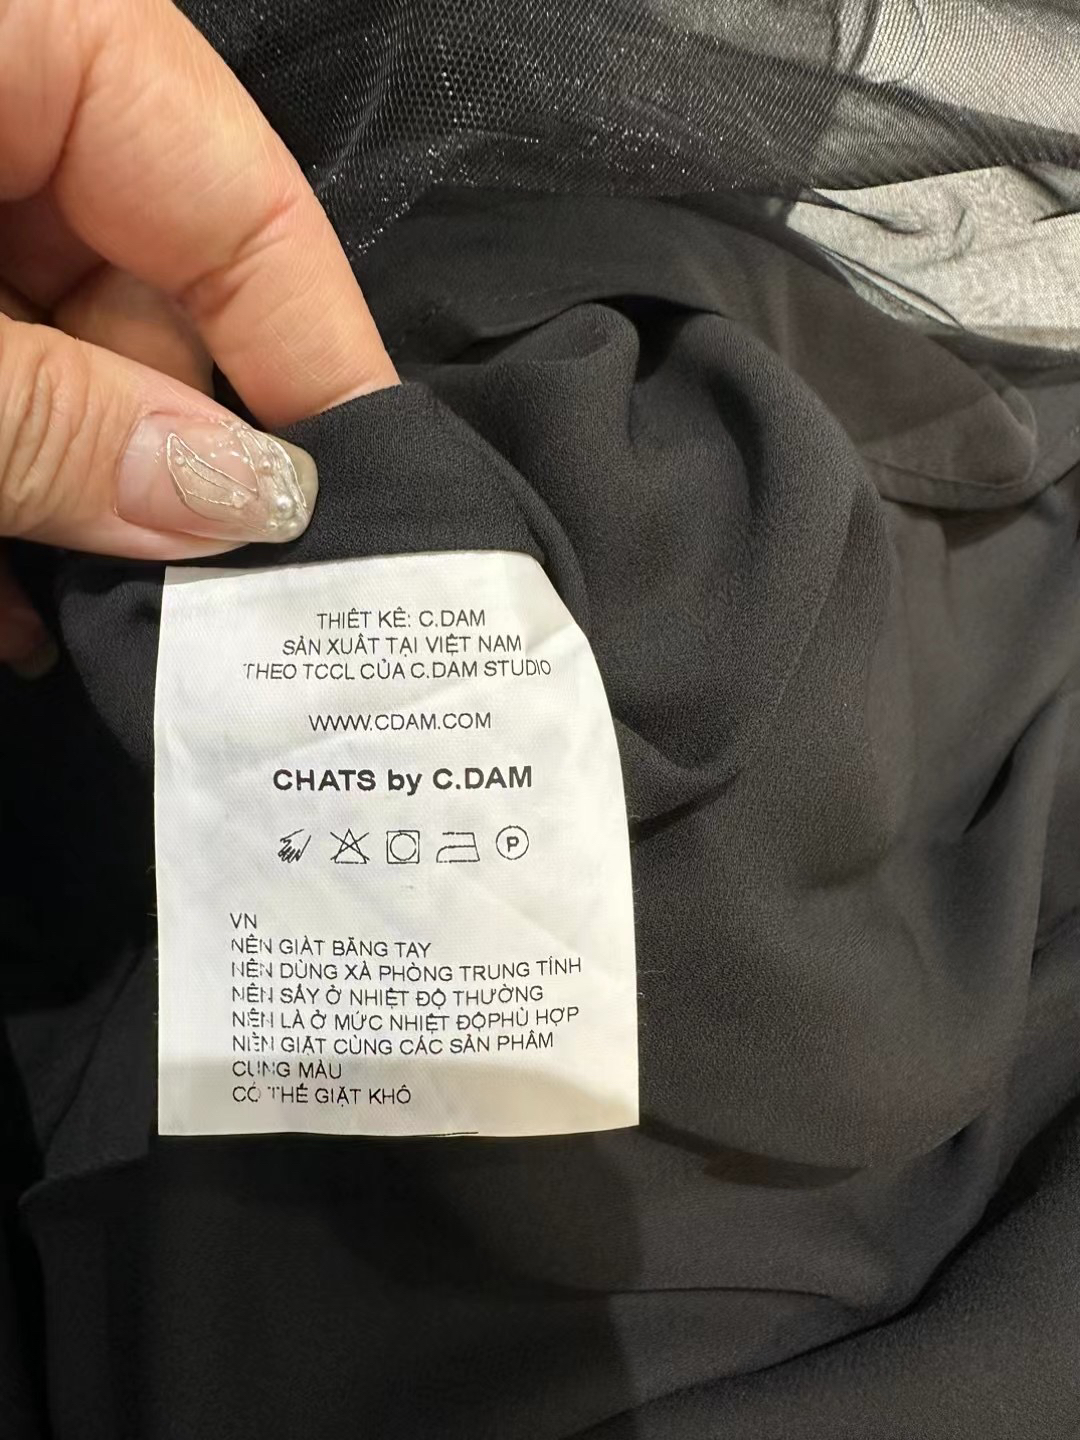 THIẾT KẾ: C.DAM
SẢN XUẤT TẠI VIỆT NAM
THEO TCCL CỦA C.DAM STUDIO
WWW.CDAM.COM
CHATS by C.DAM
P
VN
NÊN GIẶT BẰNG TAY
NÊN DÙNG XÀ PHÒNG TRUNG TÍNH
NÊN SẤY Ở NHIỆT ĐỘ THƯỜNG
NÊN LÀ Ở MỨC NHIỆT ĐỘPHÙ HỢP
NÊN GIẶT CÙNG CÁC SẢN PHẨM
CÙNG MÀU
CÓ THỂ GIẶT KHÔ